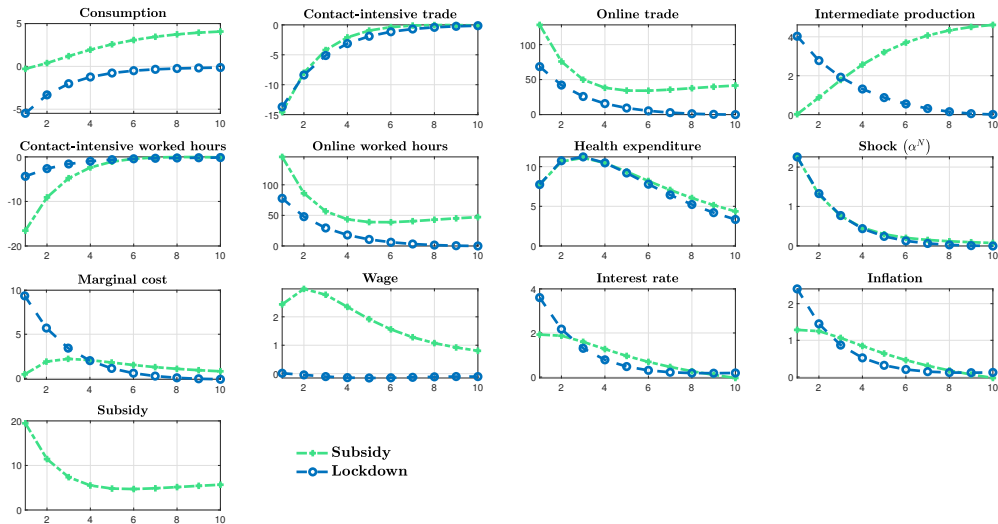 Consumption
5
0
-5
2 4 6 8 10
Contact-intensive trade
0
-5
-10
-15
2 4 6 8 10
Online trade
100
50
0
2 4 6 8 10
Intermediate production
4
2
0
2 4 6 8 10
Contact-intensive worked hours
0
-10
-20
2 4 6 8 10
Online worked hours
100
50
0
2 4 6 8 10
Health expenditure
10
5
0
2 4 6 8 10
Shock (α^N)
2
1
0
2 4 6 8 10
Marginal cost
10
5
0
2 4 6 8 10
Wage
2
1
0
2 4 6 8 10
Interest rate
4
2
0
2 4 6 8 10
Inflation
2
1
0
2 4 6 8 10
Subsidy
20
10
0
2 4 6 8 10
Subsidy
Lockdown